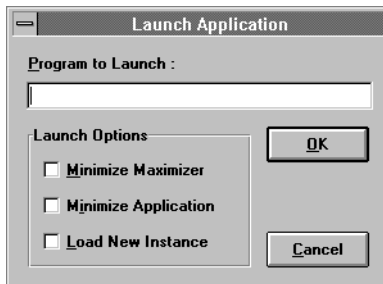 Launch Application
Program to Launch :
Launch Options
Minimize Maximizer
Minimize Application
Load New Instance
OK
Cancel